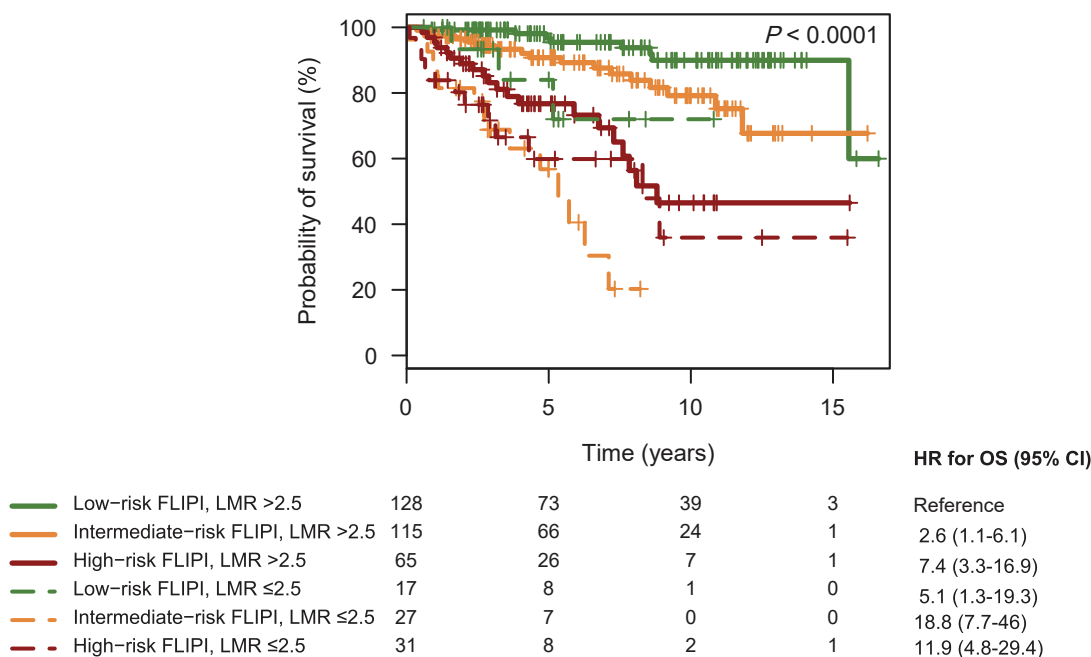 P < 0.0001
100
80
60
40
20
0
Probability of survival (%)
0 5 10 15
Time (years)
HR for OS (95% CI)
Low−risk FLIPI, LMR >2.5 128 73 39 3 Reference
Intermediate−risk FLIPI, LMR >2.5 115 66 24 1 2.6 (1.1-6.1)
High−risk FLIPI, LMR >2.5 65 26 7 1 7.4 (3.3-16.9)
Low−risk FLIPI, LMR ≤2.5 17 8 1 0 5.1 (1.3-19.3)
Intermediate−risk FLIPI, LMR ≤2.5 27 7 0 0 18.8 (7.7-46)
High−risk FLIPI, LMR ≤2.5 31 8 2 1 11.9 (4.8-29.4)